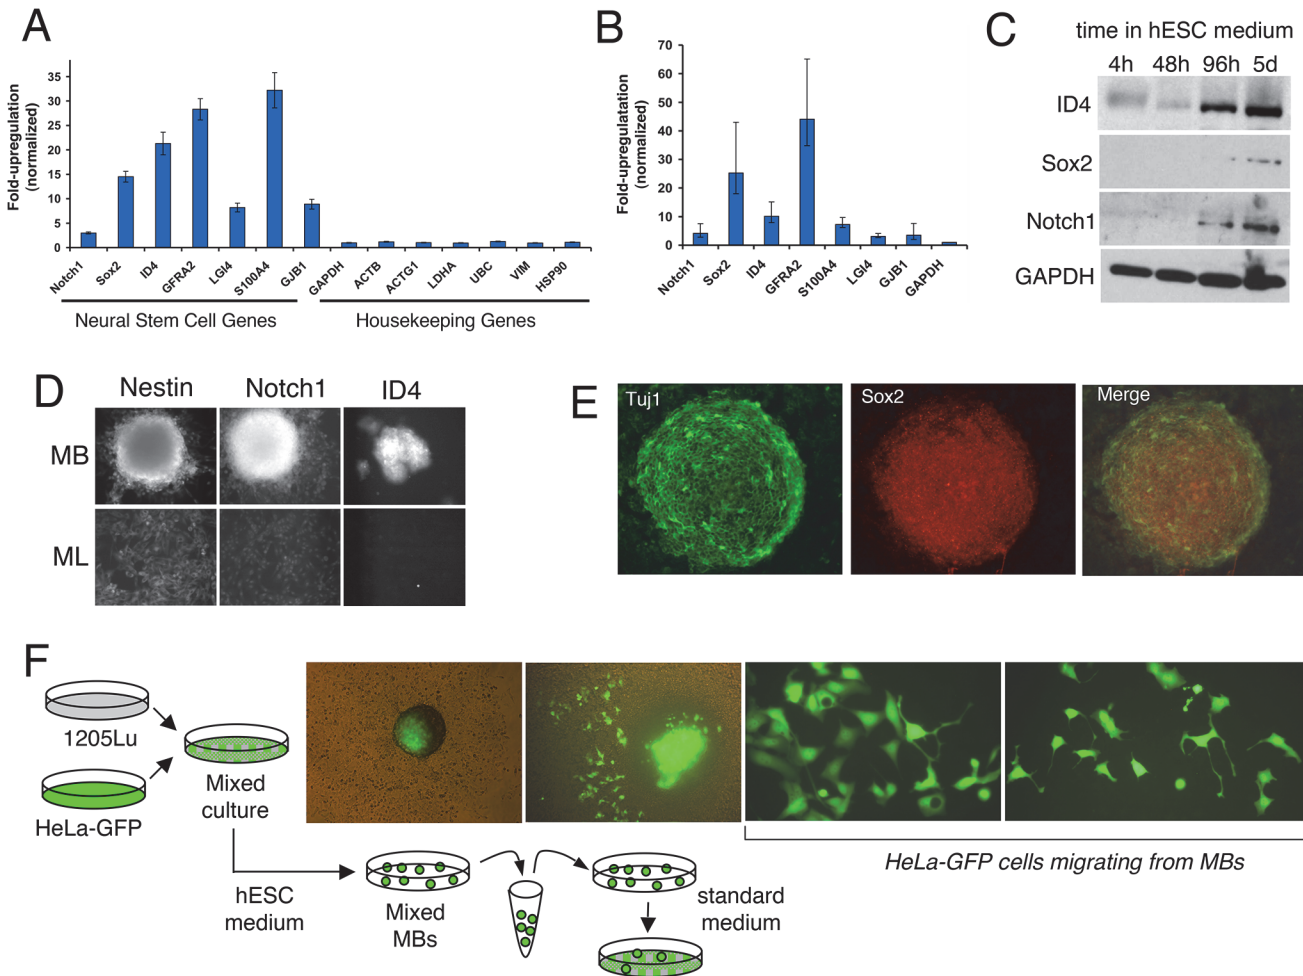 A
Fold-upregulation
(normalized)
35
30
25
20
15
10
5
0
Notch1
Sox2
ID4
GFRA2
LGI4
S100A4
GJB1
GAPDH
ACTB
ACTG1
LDHA
UBC
VIM
HSP90
Neural Stem Cell Genes
Housekeeping Genes
B
Fold-upregulation
(normalized)
70
60
50
40
30
20
10
0
Notch1
Sox2
ID4
GFRA2
S100A4
LGI4
GJB1
GAPDH
C
time in hESC medium
4h 48h 96h 5d
ID4
Sox2
Notch1
GAPDH
D
Nestin Notch1 ID4
MB
ML
E
Tuj1
Sox2
Merge
F
1205Lu
HeLa-GFP
Mixed
culture
hESC
medium
Mixed
MBs
standard
medium
HeLa-GFP cells migrating from MBs